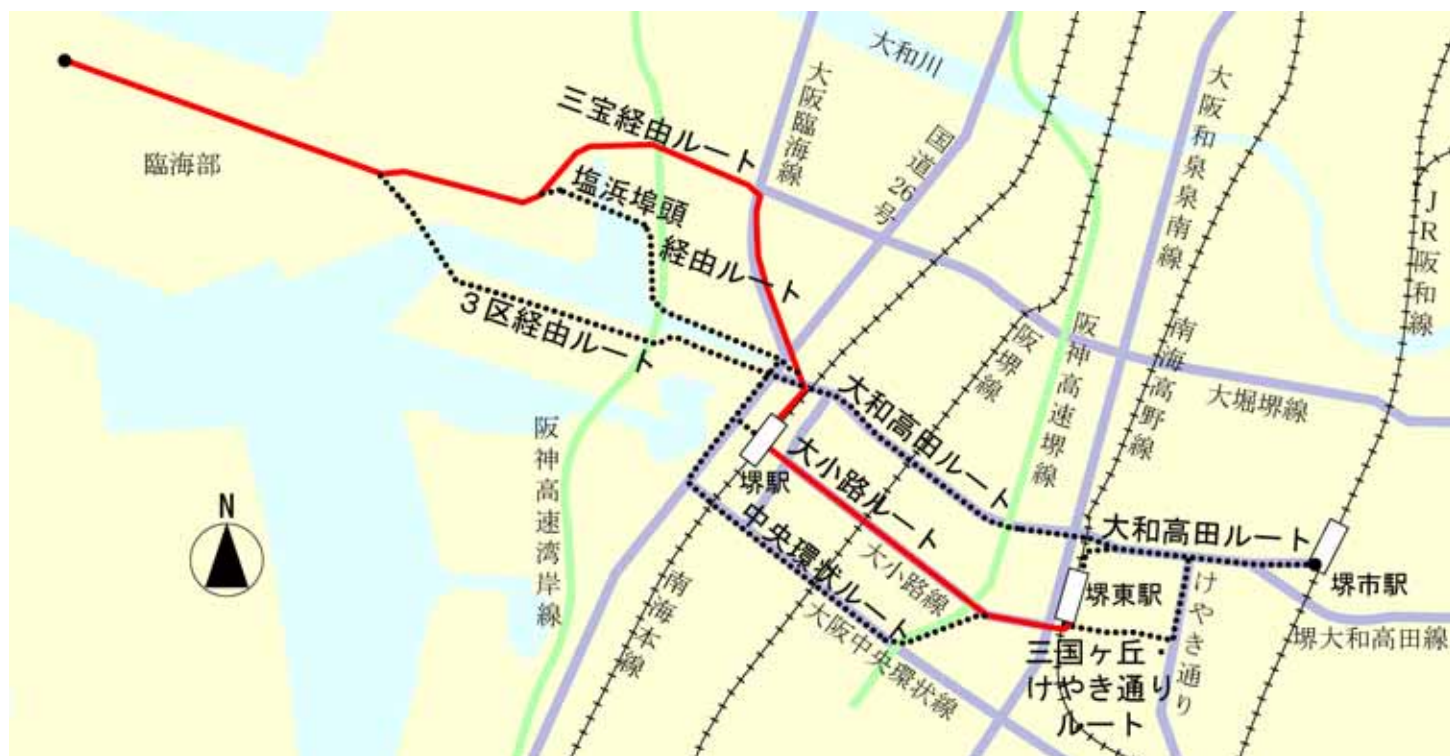 大和川
三宝経由ルート
大阪臨海線
国道26号
大阪和泉泉南線
臨海部
塩浜埠頭
経由ルート
JR阪和線
3区経由ルート
阪堺線
阪神高速堺線
南海高野線
大堀堺線
大和高田ルート
阪神高速湾岸線
N
堺駅
大小路ルート
大小路線
中央環状ルート
大阪中央環状線
南海本線
大和高田ルート
堺市駅
堺東駅
けやき通り
堺大和高田線
三国ヶ丘・
けやき通り
ルート